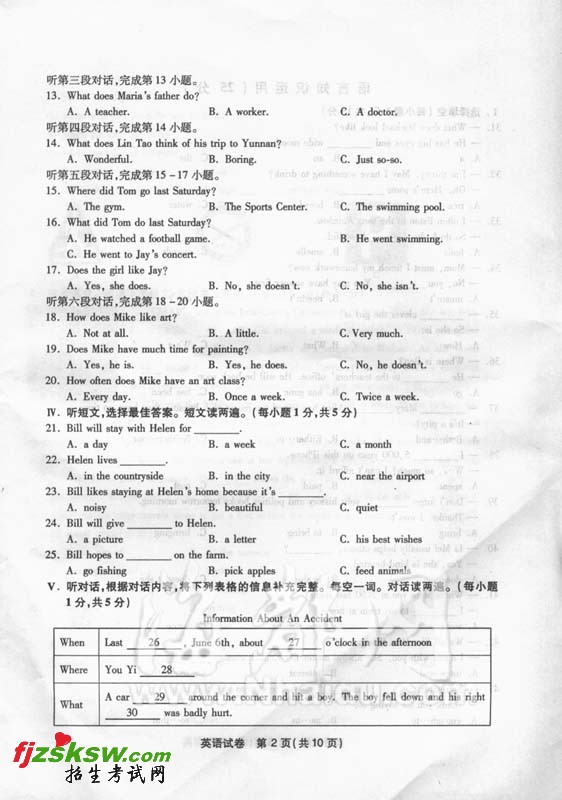 听第三段对话,完成第 13 小题。
13. What does Maria's father do?
A. A teacher. B. A worker. C. A doctor.
听第四段对话,完成第 14 小题。
14. What does Lin Tao think of his trip to Yunnan?
A. Wonderful. B. Boring. C. Just so-so.
听第五段对话,完成第 15－17 小题。
15. Where did Tom go last Saturday?
A. The gym. B. The Sports Center. C. The swimming pool.
16. What did Tom do last Saturday?
A. He watched a football game. B. He went swimming.
C. He went to Jay's concert.
17. Does the girl like Jay?
A. Yes, she does. B. No, she doesn't. C. No, she isn't.
听第六段对话,完成第 18－20 小题。
18. How does Mike like art?
A. Not at all. B. A little. C. Very much.
19. Does Mike have much time for painting?
A. Yes, he is. B. Yes, he does. C. No, he doesn't.
20. How often does Mike have an art class?
A. Every day. B. Once a week. C. Twice a week.
Ⅳ. 听短文,选择最佳答案。短文读两遍。(每小题 1 分,共 5 分)
21. Bill will stay with Helen for ________.
A. a day B. a week C. a month
22. Helen lives ________.
A. in the countryside B. in the city C. near the airport
23. Bill likes staying at Helen's home because it's ________.
A. noisy B. beautiful C. quiet
24. Bill will give ________ to Helen.
A. a picture B. a letter C. his best wishes
25. Bill hopes to ________ on the farm.
A. go fishing B. pick apples C. feed animals
Ⅴ. 听对话,根据对话内容,将下列表格的信息补充完整。每空一词。对话读两遍。(每小题
1 分,共 5 分)
Information About An Accident
When Last 26 , June 6th, about 27 o'clock in the afternoon
Where You Yi 28
What A car 29 around the corner and hit a boy. The boy fell down and his right
30 was badly hurt.
英语试卷 第 2 页(共 10 页)
fjzsksw.com
招生考试网